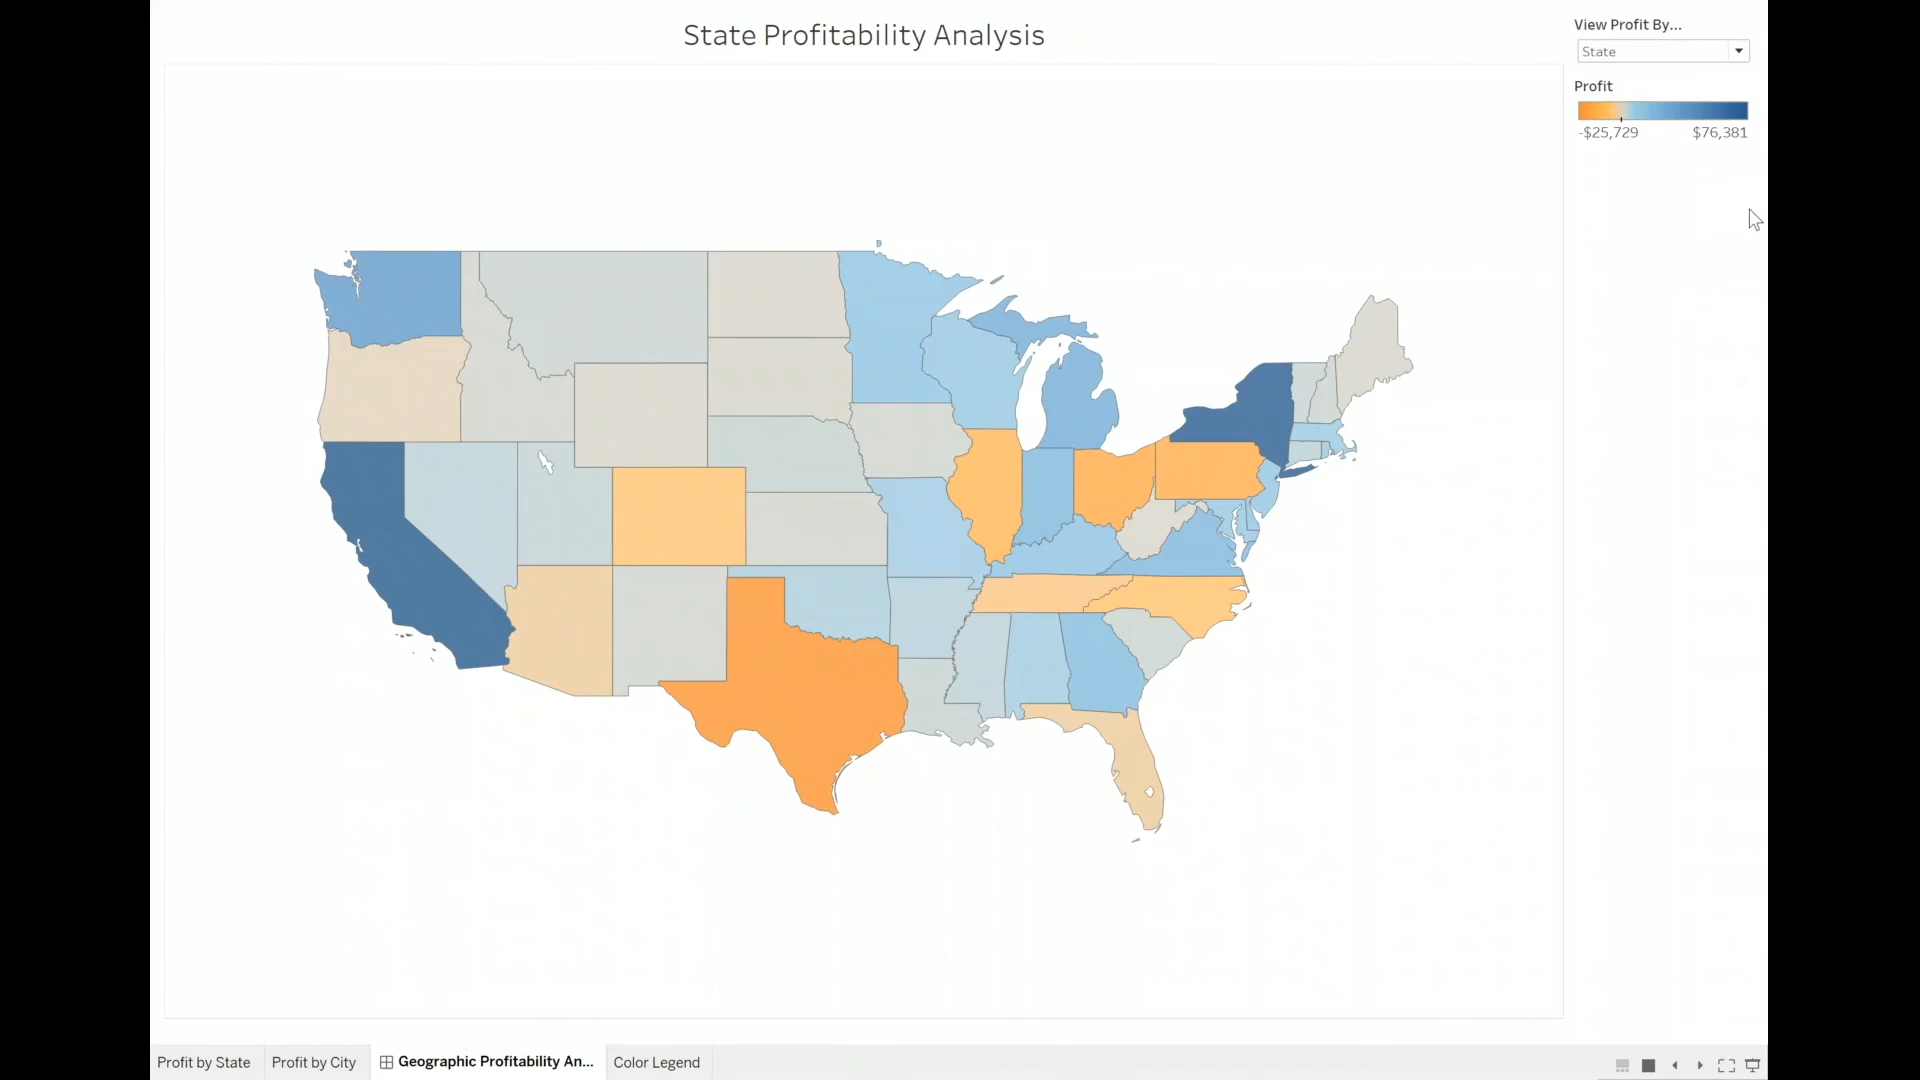 State Profitability Analysis
View Profit By...
State
Profit
-$25,729 $76,381
Profit by State Profit by City Geographic Profitability An... Color Legend